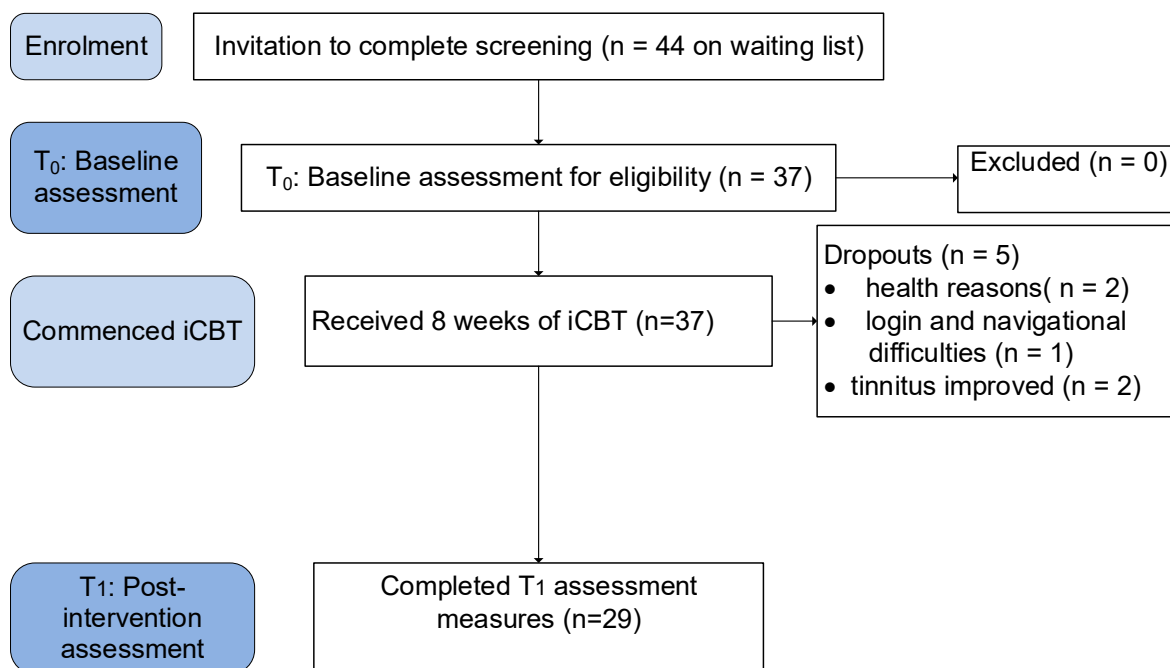 Enrolment
Invitation to complete screening (n = 44 on waiting list)
T₀: Baseline
assessment
T₀: Baseline assessment for eligibility (n = 37)
Excluded (n = 0)
Commenced iCBT
Received 8 weeks of iCBT (n=37)
Dropouts (n = 5)
• health reasons( n = 2)
• login and navigational
difficulties (n = 1)
• tinnitus improved (n = 2)
T1: Post-
intervention
assessment
Completed T1 assessment
measures (n=29)